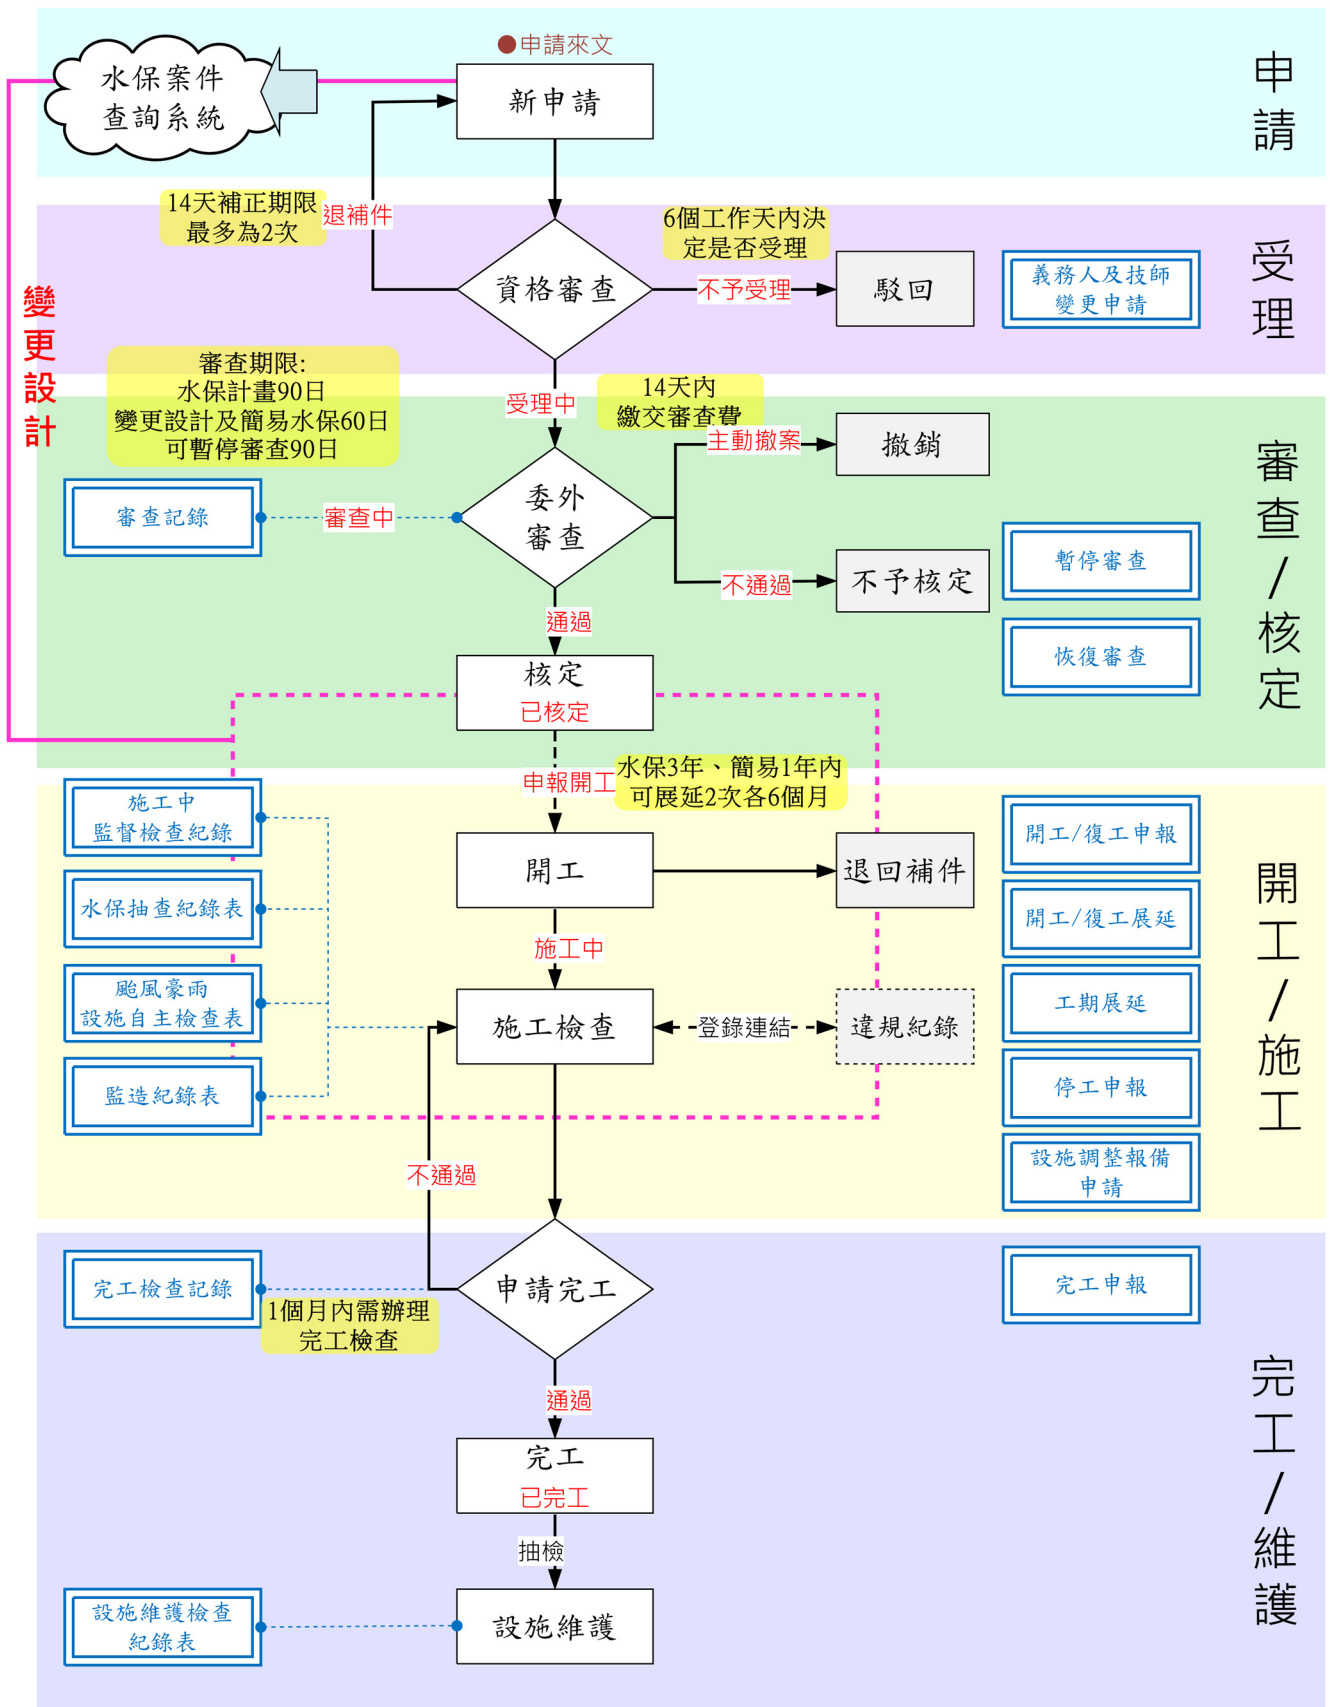 申請來文
水保案件
查詢系統
新申請
申請
14天補正期限
最多為2次
退補件
6個工作天內決
定是否受理
資格審查
不予受理
駁回
義務人及技師
變更申請
受理
變更設計
審查期限:
水保計畫90日
變更設計及簡易水保60日
可暫停審查90日
受理中
14天內
繳交審查費
主動撤案
撤銷
審查記錄
審查中
委外
審查
不通過
不予核定
暫停審查
恢復審查
審查/核定
通過
核定
已核定
申報開工
水保3年、簡易1年內
可展延2次各6個月
施工中
監督檢查紀錄
水保抽查紀錄表
颱風豪雨
設施自主檢查表
監造紀錄表
開工
退回補件
施工中
施工檢查
登錄連結
違規紀錄
開工/復工申報
開工/復工展延
工期展延
停工申報
設施調整報備
申請
開工/施工
不通過
完工檢查記錄
1個月內需辦理
完工檢查
申請完工
完工申報
通過
完工
已完工
抽檢
設施維護檢查
紀錄表
設施維護
完工/維護